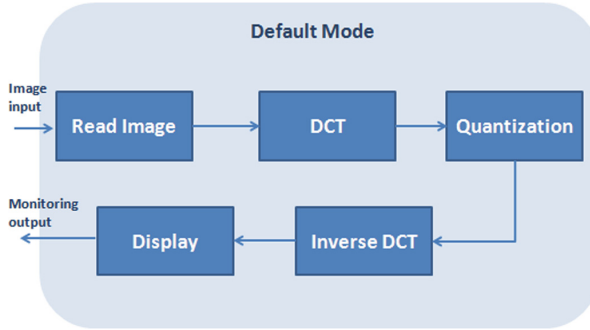 Default Mode
Image
input
Read Image
DCT
Quantization
Monitoring
output
Display
Inverse DCT